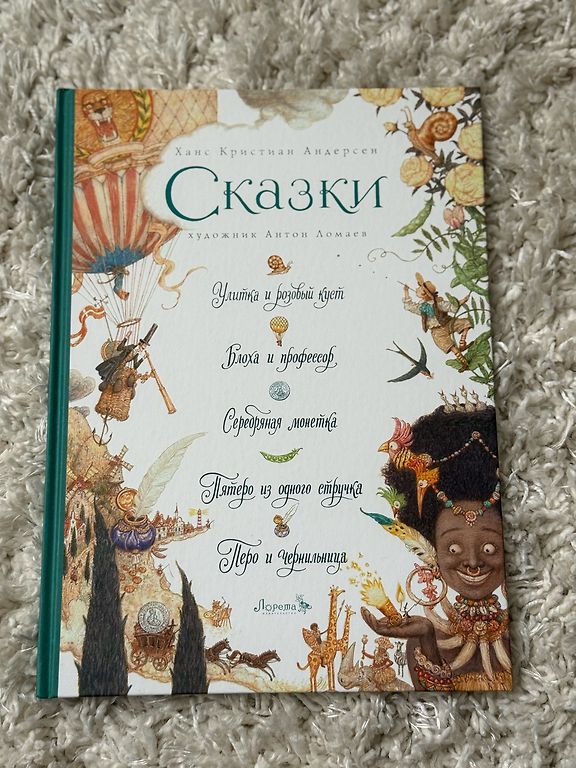 Ханс Кристиан Андерсен
Сказки
художник Антон Ломаев
Улитка и розовый куст
Блоха и профессор
Серебряная монетка
Пятеро из одного стручка
Перо и чернильница
Лорета
издательство